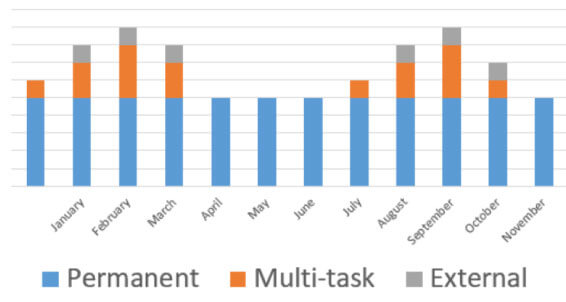 January February March April May June July August September October November
Permanent Multi-task External